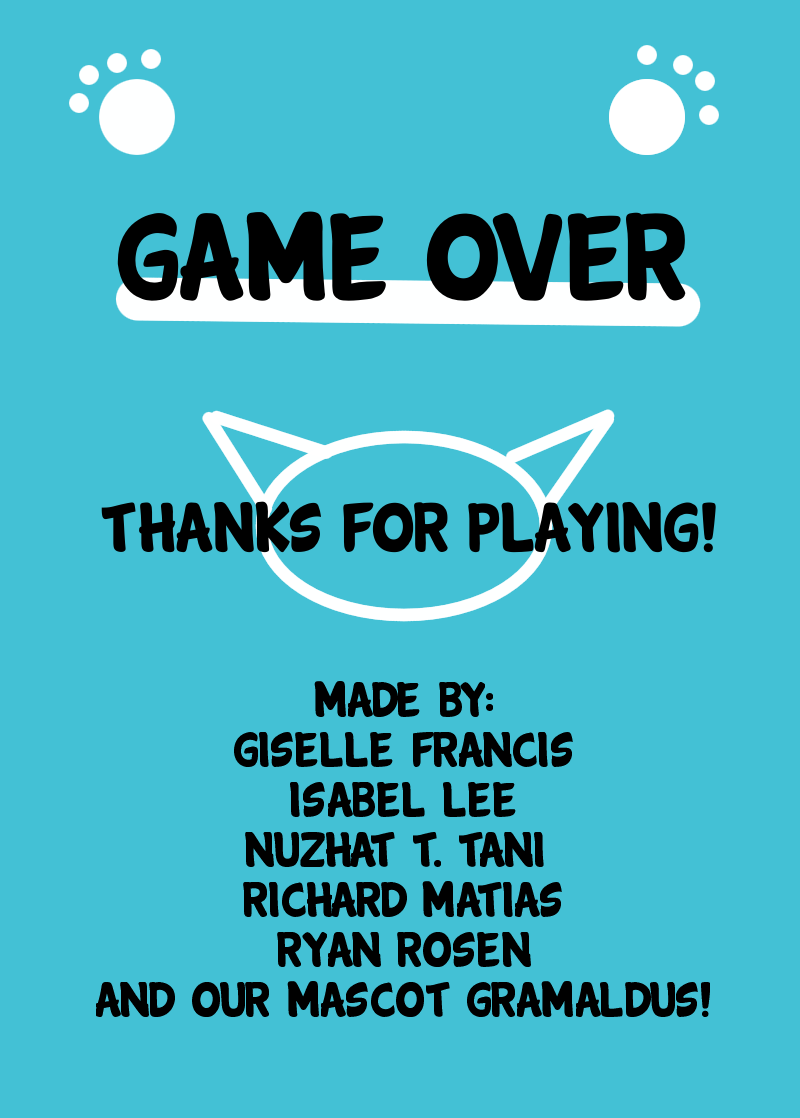 GAME OVER
THANKS FOR PLAYING!
MADE BY:
GISELLE FRANCIS
ISABEL LEE
NUZHAT T. TANI
RICHARD MATIAS
RYAN ROSEN
AND OUR MASCOT GRAMALDUS!